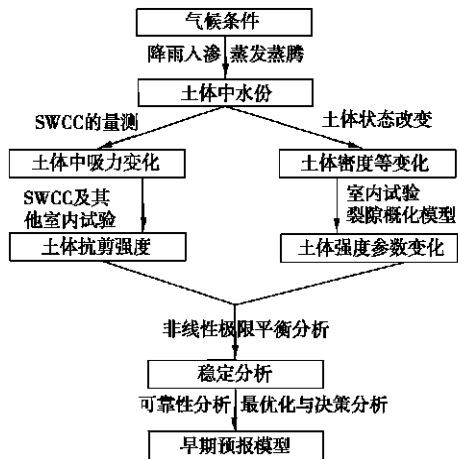 气候条件
降雨入渗 蒸发蒸腾
土体中水份
SWCC的量测
土体状态改变
土体中吸力变化
土体密度等变化
SWCC及其
他室内试验
室内试验
裂隙概化模型
土体抗剪强度
土体强度参数变化
非线性极限平衡分析
稳定分析
可靠性分析 最优化与决策分析
早期预报模型